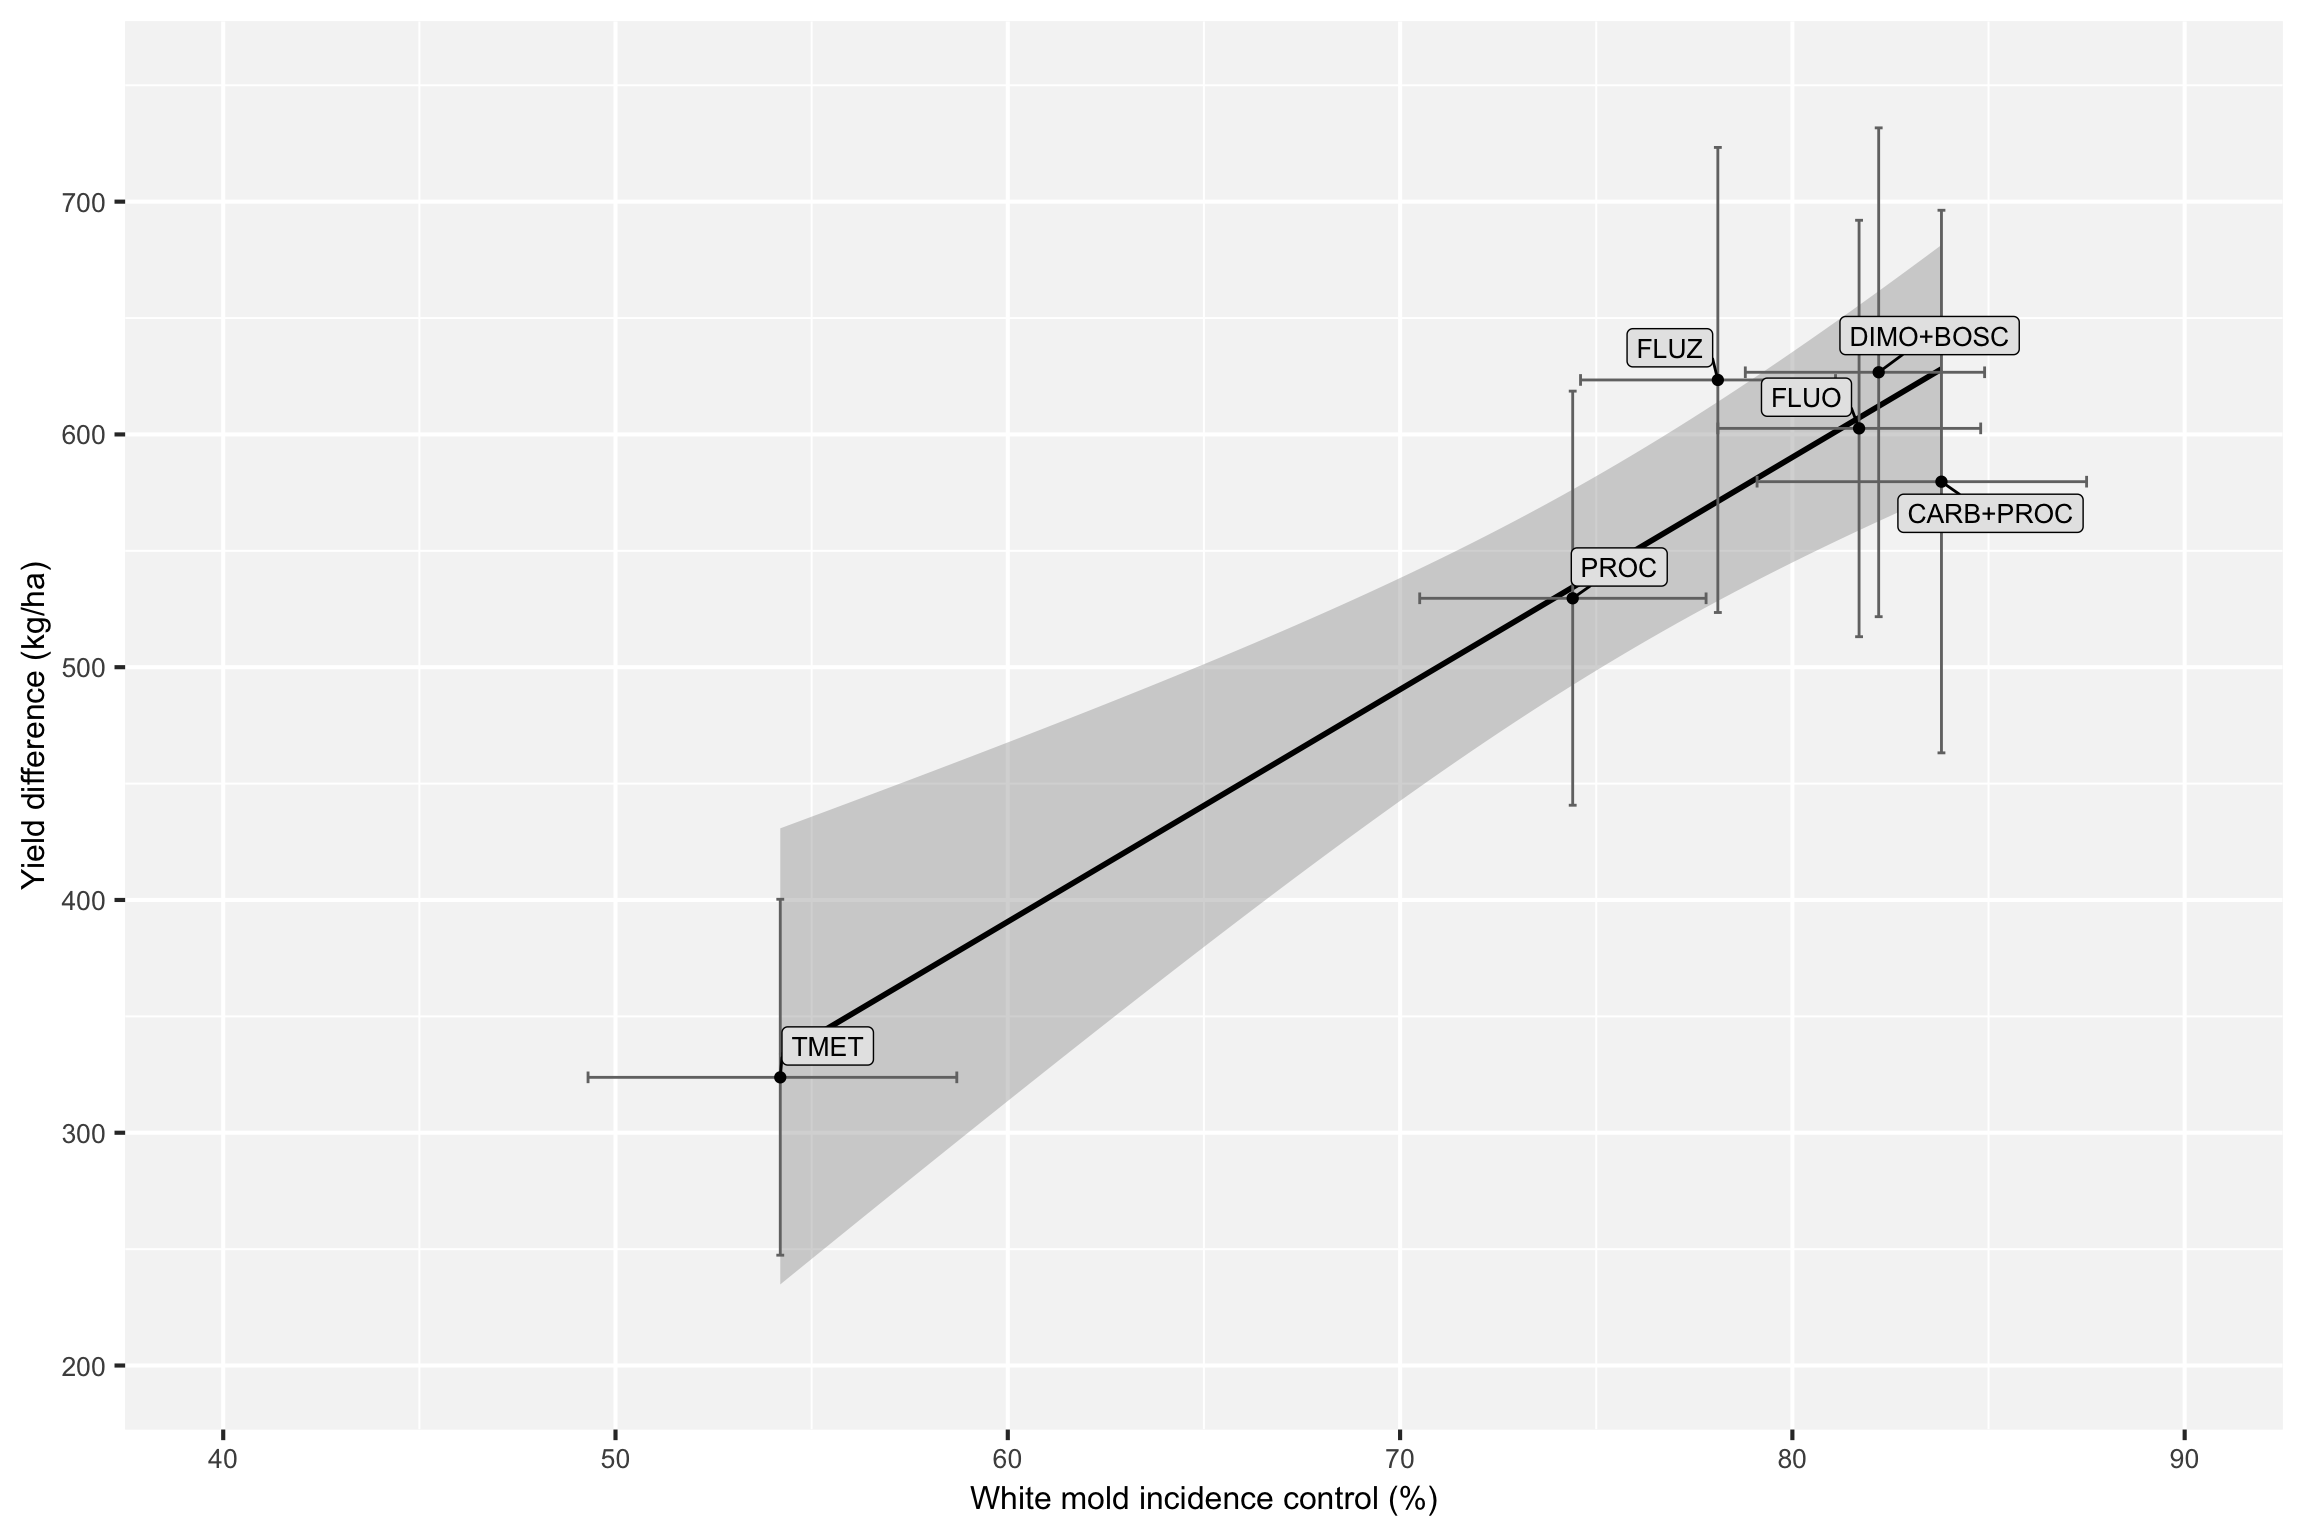 700
600
500
400
300
200
Yield difference (kg/ha)
DIMO+BOSC
FLUZ
FLUO
CARB+PROC
PROC
TMET
40 50 60 70 80 90
White mold incidence control (%)